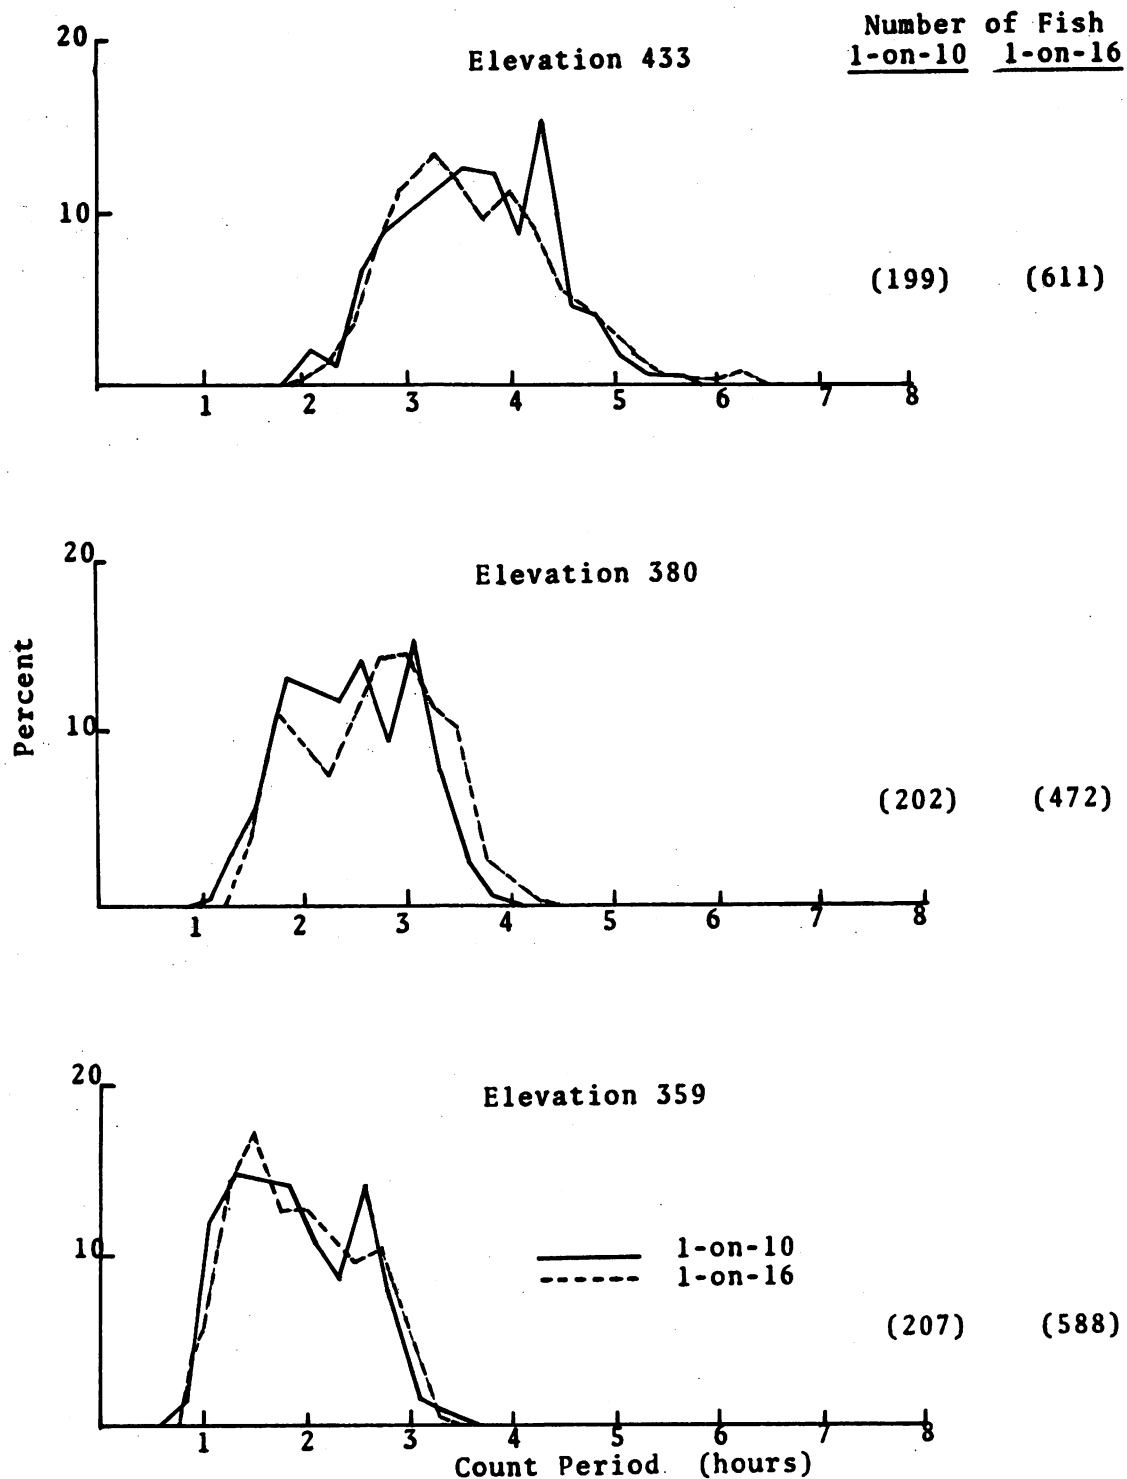 Number of Fish
1-on-10 1-on-16
20
Elevation 433
10
(199) (611)
1 2 3 4 5 6 7 8
20
Elevation 380
Percent
10
(202) (472)
1 2 3 4 5 6 7 8
20
Elevation 359
10
1-on-10
1-on-16
(207) (588)
1 2 3 4 5 6 7 8
Count Period (hours)